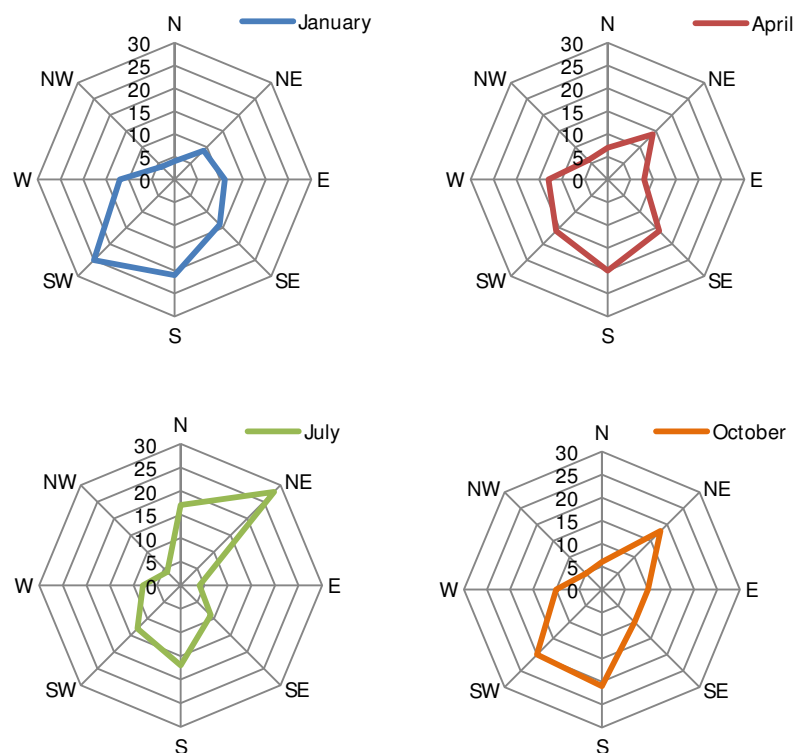 January
N
30
25
20
15
10
5
0
NW
NE
W
E
SW
SE
S
April
N
30
25
20
15
10
5
0
NW
NE
W
E
SW
SE
S
July
N
30
25
20
15
10
5
0
NW
NE
W
E
SW
SE
S
October
N
30
25
20
15
10
5
0
NW
NE
W
E
SW
SE
S